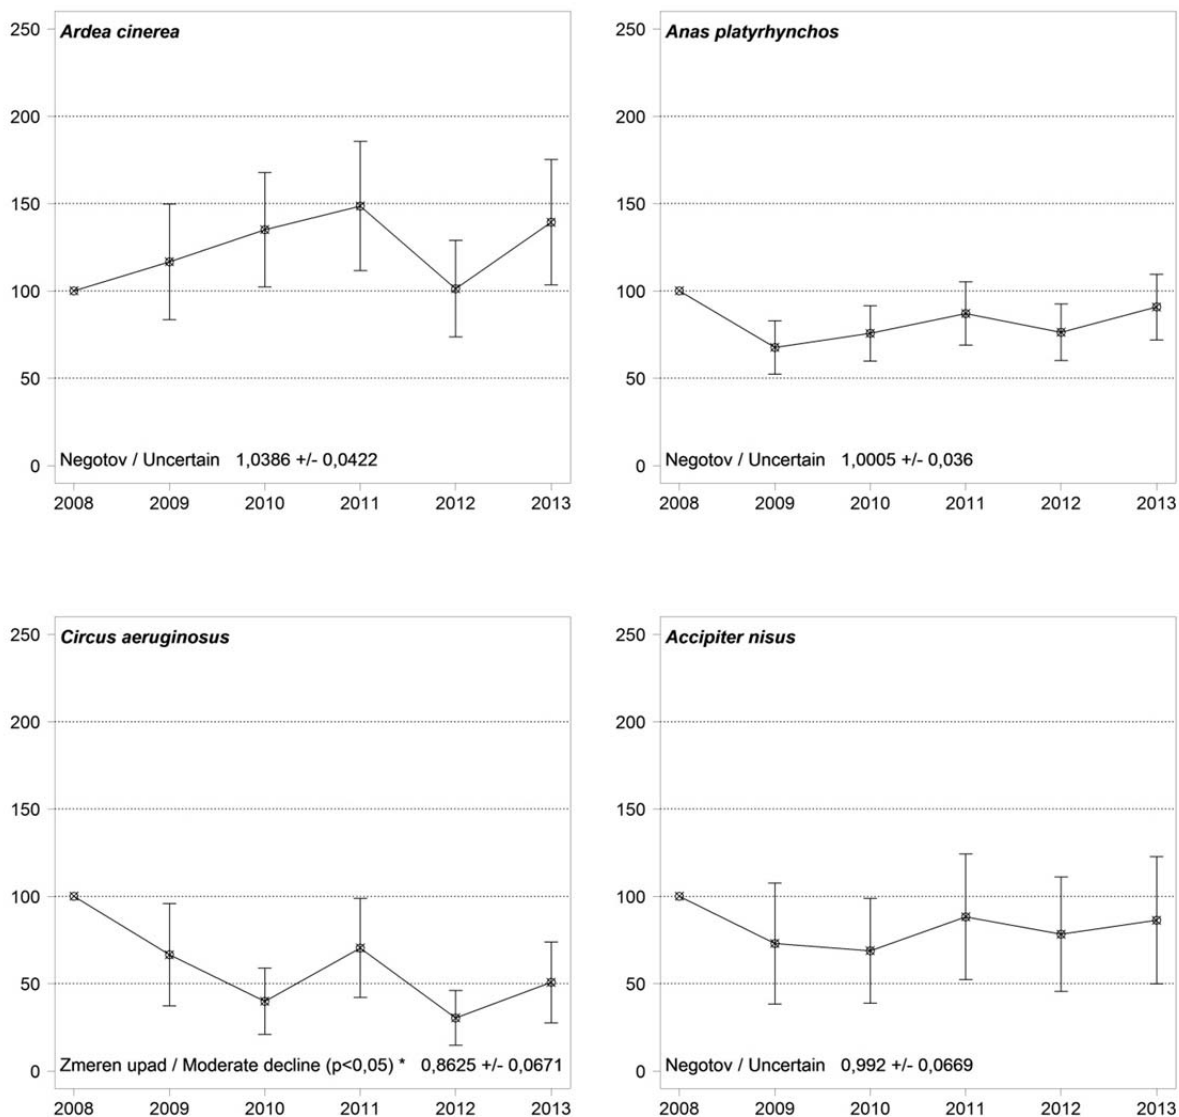 Ardea cinerea
250
200
150
100
50
0
Negotov / Uncertain 1,0386 +/- 0,0422
2008 2009 2010 2011 2012 2013
Anas platyrhynchos
250
200
150
100
50
0
Negotov / Uncertain 1,0005 +/- 0,036
2008 2009 2010 2011 2012 2013
Circus aeruginosus
250
200
150
100
50
0
Zmeren upad / Moderate decline (p<0,05) * 0,8625 +/- 0,0671
2008 2009 2010 2011 2012 2013
Accipiter nisus
250
200
150
100
50
0
Negotov / Uncertain 0,992 +/- 0,0669
2008 2009 2010 2011 2012 2013